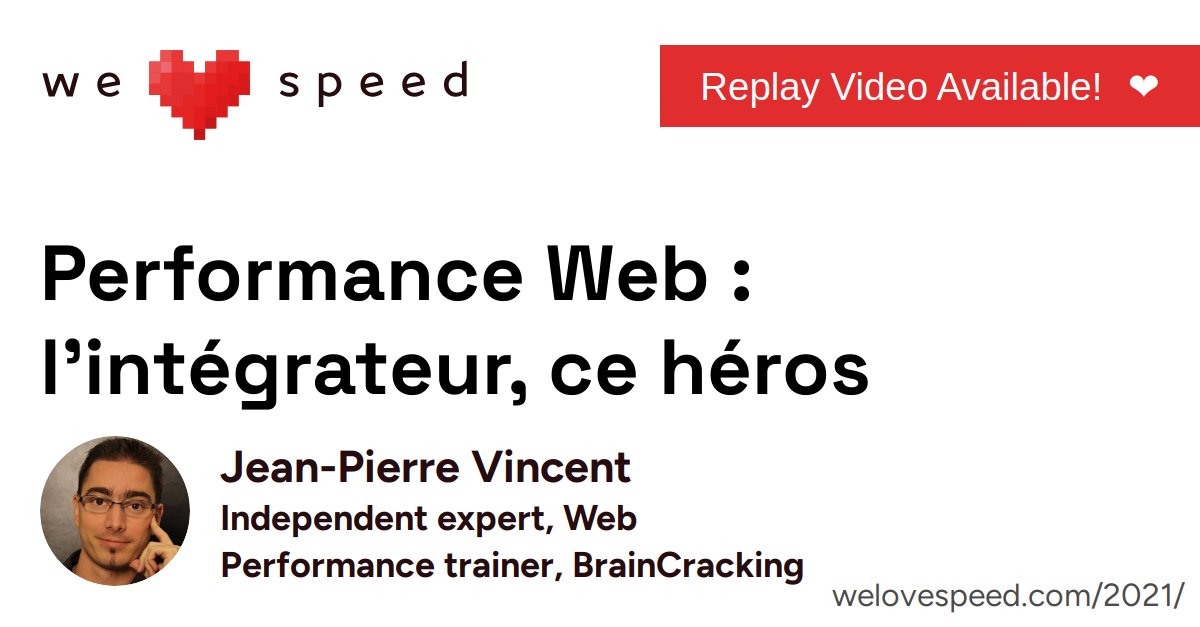 we speed
Replay Video Available! ❤
Performance Web :
l’intégrateur, ce héros
Jean-Pierre Vincent
Independent expert, Web
Performance trainer, BrainCracking
welovespeed.com/2021/